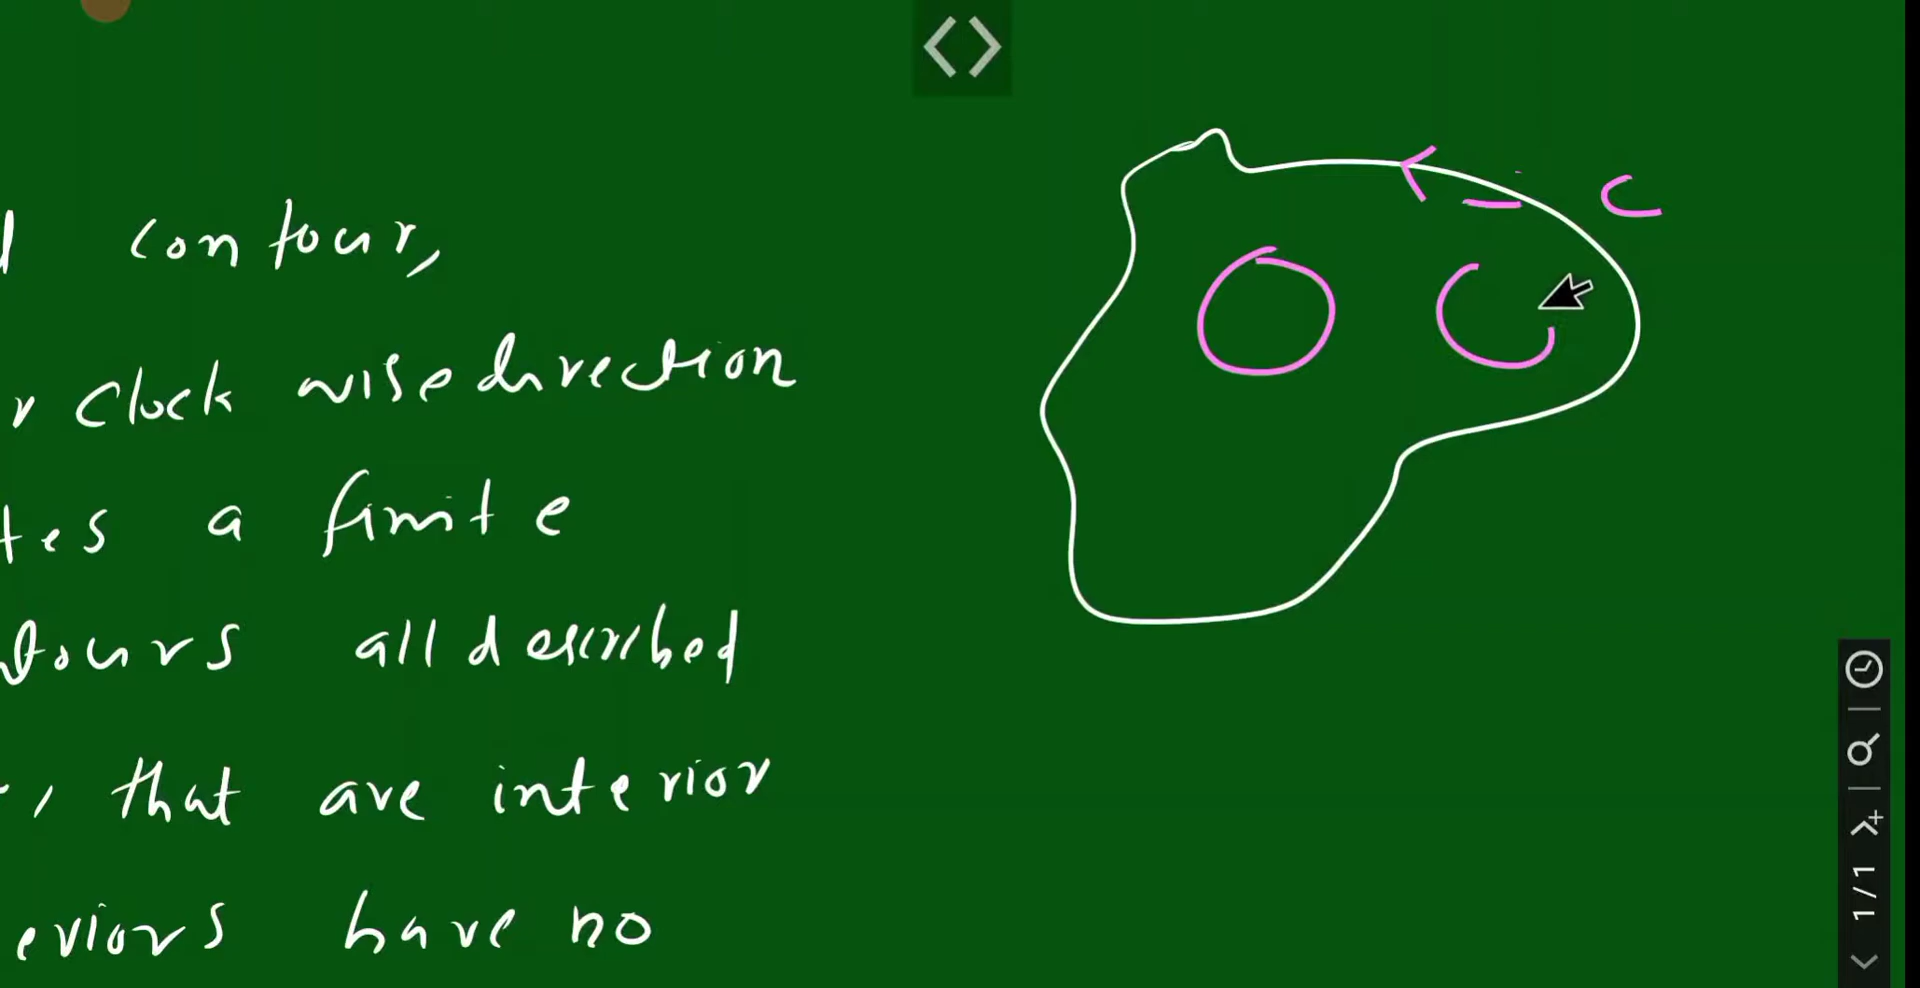 contour,
r clock wise direction
tes a finite
tours all described
, that are interior
eriors have no
C
1/1